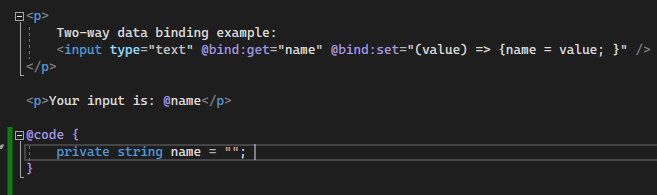 <p>
Two-way data binding example:
<input type="text" @bind:get="name" @bind:set="(value) => {name = value; }" />
</p>
<p>Your input is: @name</p>
@code {
private string name = "";
}